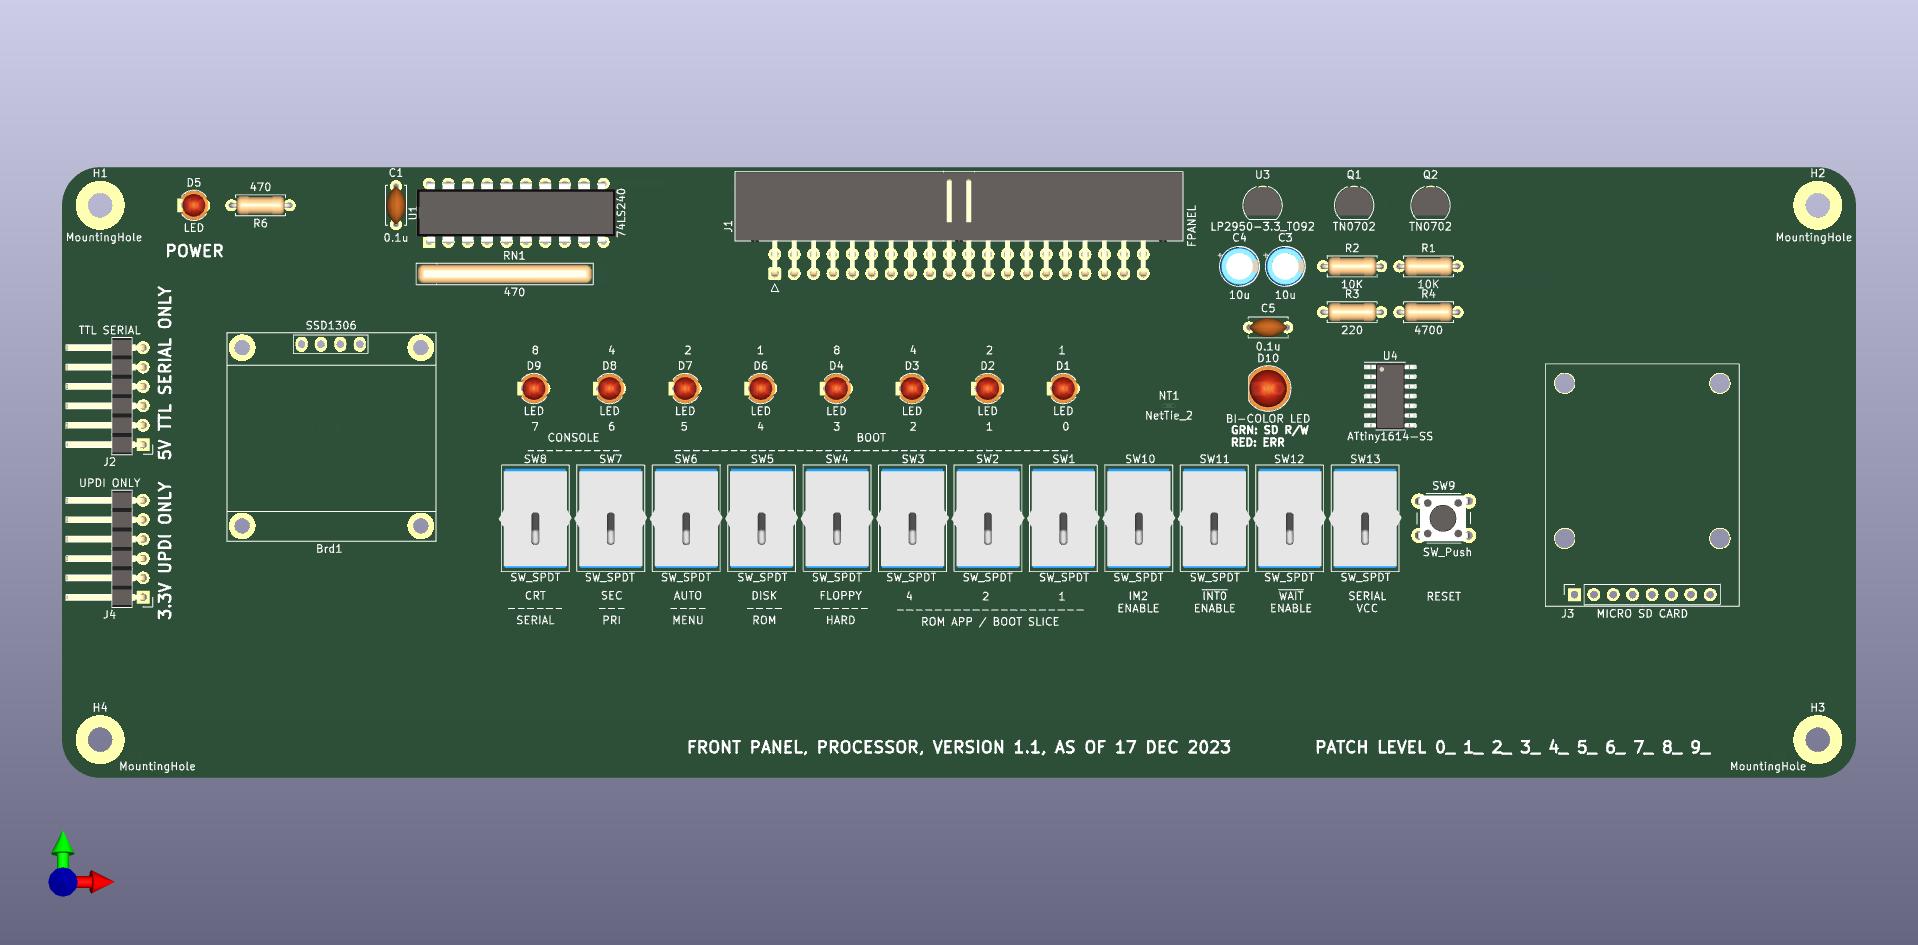 H1
MountingHole
D5
LED
POWER
470
R6
C1
0.1u
U1
74LS240
RN1
470
J1
FPANEL
U3
LP2950-3.3_TO92
Q1
TN0702
Q2
TN0702
H2
MountingHole
C4
10u
C3
10u
R2
10K
R1
10K
R3
220
R4
4700
C5
0.1u
TTL SERIAL
J2
5V TTL SERIAL ONLY
UPDI ONLY
J4
3.3V UPDI ONLY
SSD1306
Brd1
8 4 2 1 8 4 2 1
D9 D8 D7 D6 D4 D3 D2 D1
LED LED LED LED LED LED LED LED
7 6 5 4 3 2 1 0
CONSOLE BOOT
NT1
NetTie_2
D10
BI-COLOR LED
GRN: SD R/W
RED: ERR
U4
ATtiny1614-SS
SW8 SW7 SW6 SW5 SW4 SW3 SW2 SW1 SW10 SW11 SW12 SW13
SW_SPDT SW_SPDT SW_SPDT SW_SPDT SW_SPDT SW_SPDT SW_SPDT SW_SPDT SW_SPDT SW_SPDT SW_SPDT SW_SPDT
CRT
SERIAL
SEC
PRI
AUTO
MENU
DISK
ROM
FLOPPY
HARD
4 2 1
ROM APP / BOOT SLICE
IM2
ENABLE
INT0
ENABLE
WAIT
ENABLE
SERIAL
VCC
SW9
SW_Push
RESET
J3
MICRO SD CARD
H4
MountingHole
FRONT PANEL, PROCESSOR, VERSION 1.1, AS OF 17 DEC 2023
PATCH LEVEL 0_ 1_ 2_ 3_ 4_ 5_ 6_ 7_ 8_ 9_
H3
MountingHole